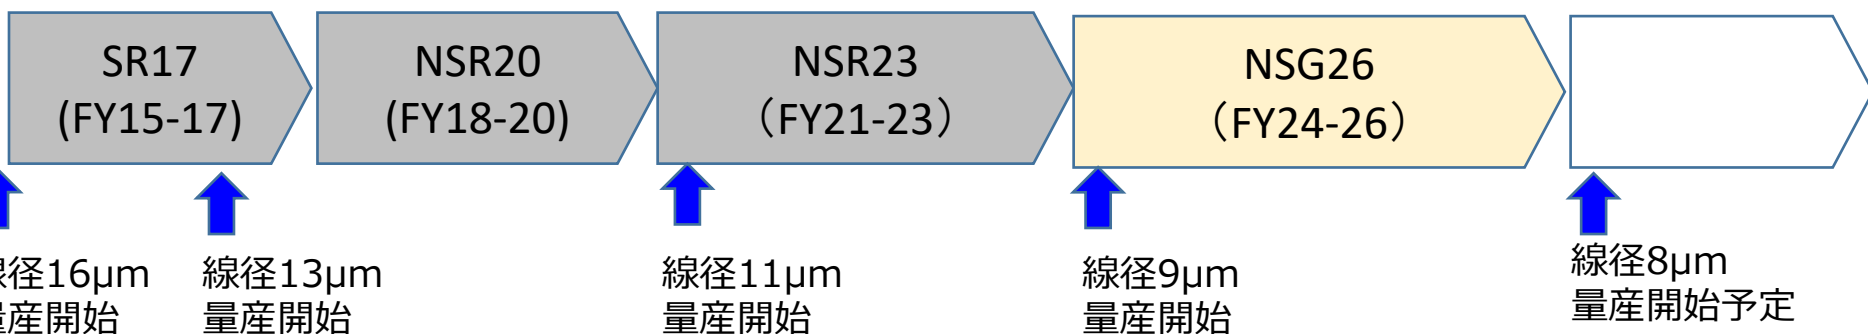 SR17
(FY15-17)
NSR20
(FY18-20)
NSR23
（FY21-23）
NSG26
（FY24-26）
線径16μm
量産開始
線径13μm
量産開始
線径11μm
量産開始
線径9μm
量産開始
線径8μm
量産開始予定